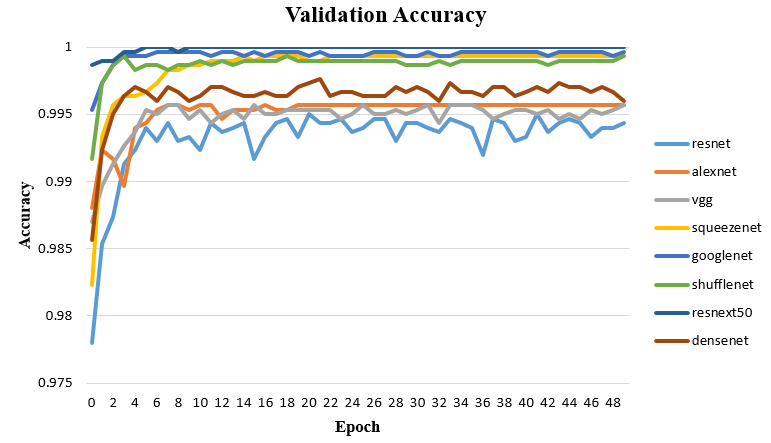 Validation Accuracy
1
0.995
0.99
0.985
0.98
0.975
Accuracy
0 2 4 6 8 10 12 14 16 18 20 22 24 26 28 30 32 34 36 38 40 42 44 46 48
Epoch
resnet
alexnet
vgg
squeezenet
googlenet
shufflenet
resnext50
densenet